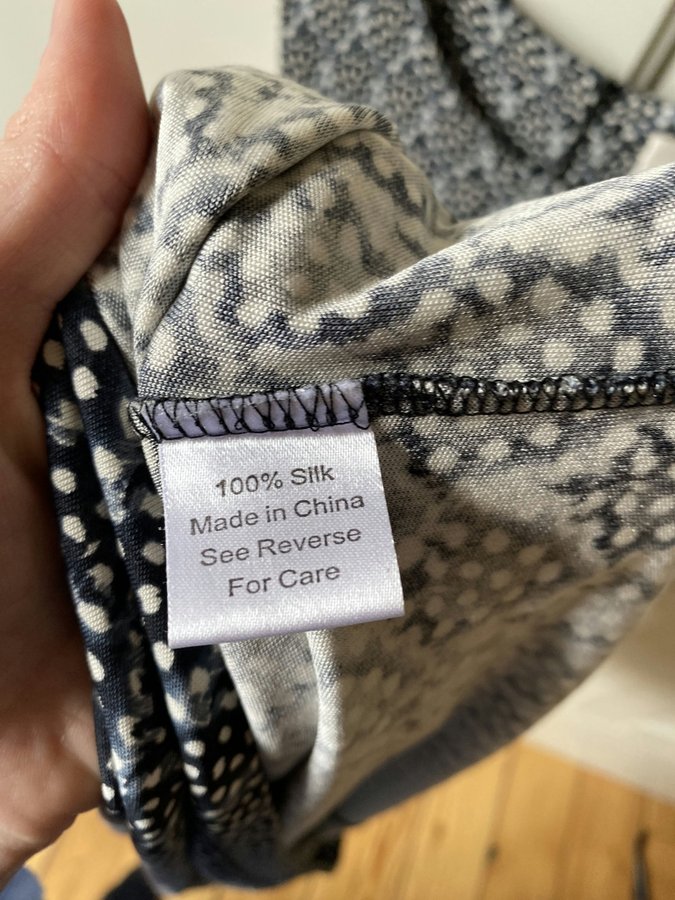 100% Silk
Made in China
See Reverse
For Care